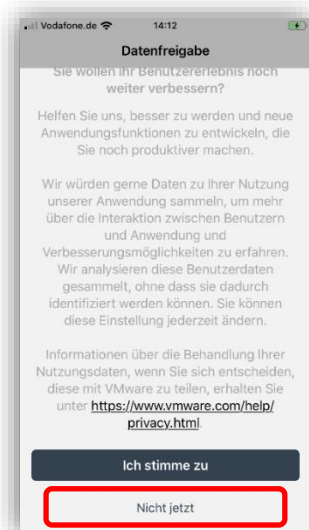 Vodafone.de 14:12
Datenfreigabe
Sie wollen Ihr Benutzererlebnis noch
weiter verbessern?
Helfen Sie uns, besser zu werden und neue
Anwendungsfunktionen zu entwickeln, die
Sie noch produktiver machen.
Wir würden gerne Daten zu Ihrer Nutzung
unserer Anwendung sammeln, um mehr
über die Interaktion zwischen Benutzern
und Anwendung und
Verbesserungsmöglichkeiten zu erfahren.
Wir analysieren diese Benutzerdaten
gesammelt, ohne dass sie dadurch
identifiziert werden können. Sie können
diese Einstellung jederzeit ändern.
Informationen über die Behandlung Ihrer
Nutzungsdaten, wenn Sie sich entscheiden,
diese mit VMware zu teilen, erhalten Sie
unter https://www.vmware.com/help/
privacy.html.
Ich stimme zu
Nicht jetzt